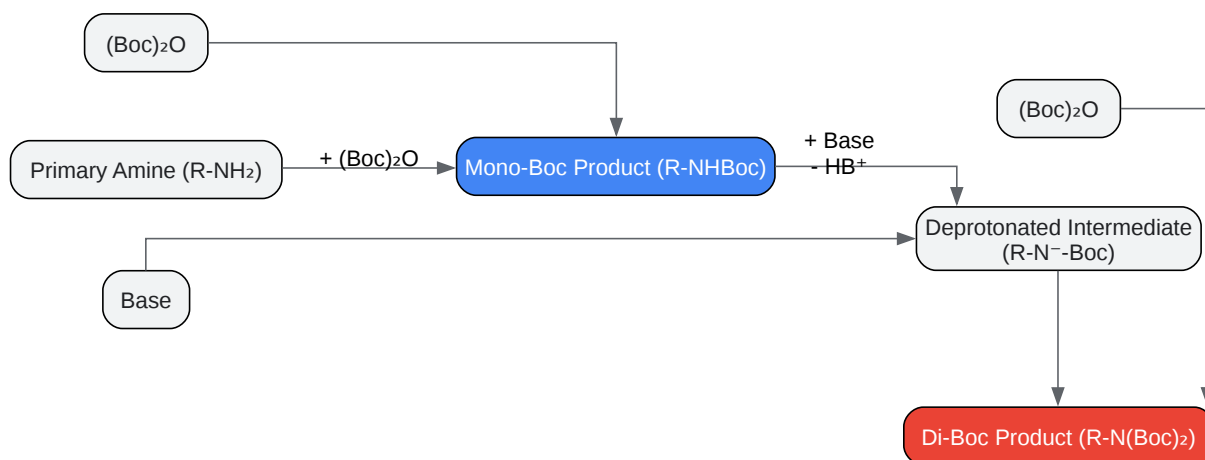 (Boc)₂O
(Boc)₂O
Primary Amine (R-NH₂)
+ (Boc)₂O
Mono-Boc Product (R-NHBoc)
+ Base
- HB⁺
Deprotonated Intermediate
(R-N⁻-Boc)
Base
Di-Boc Product (R-N(Boc)₂)